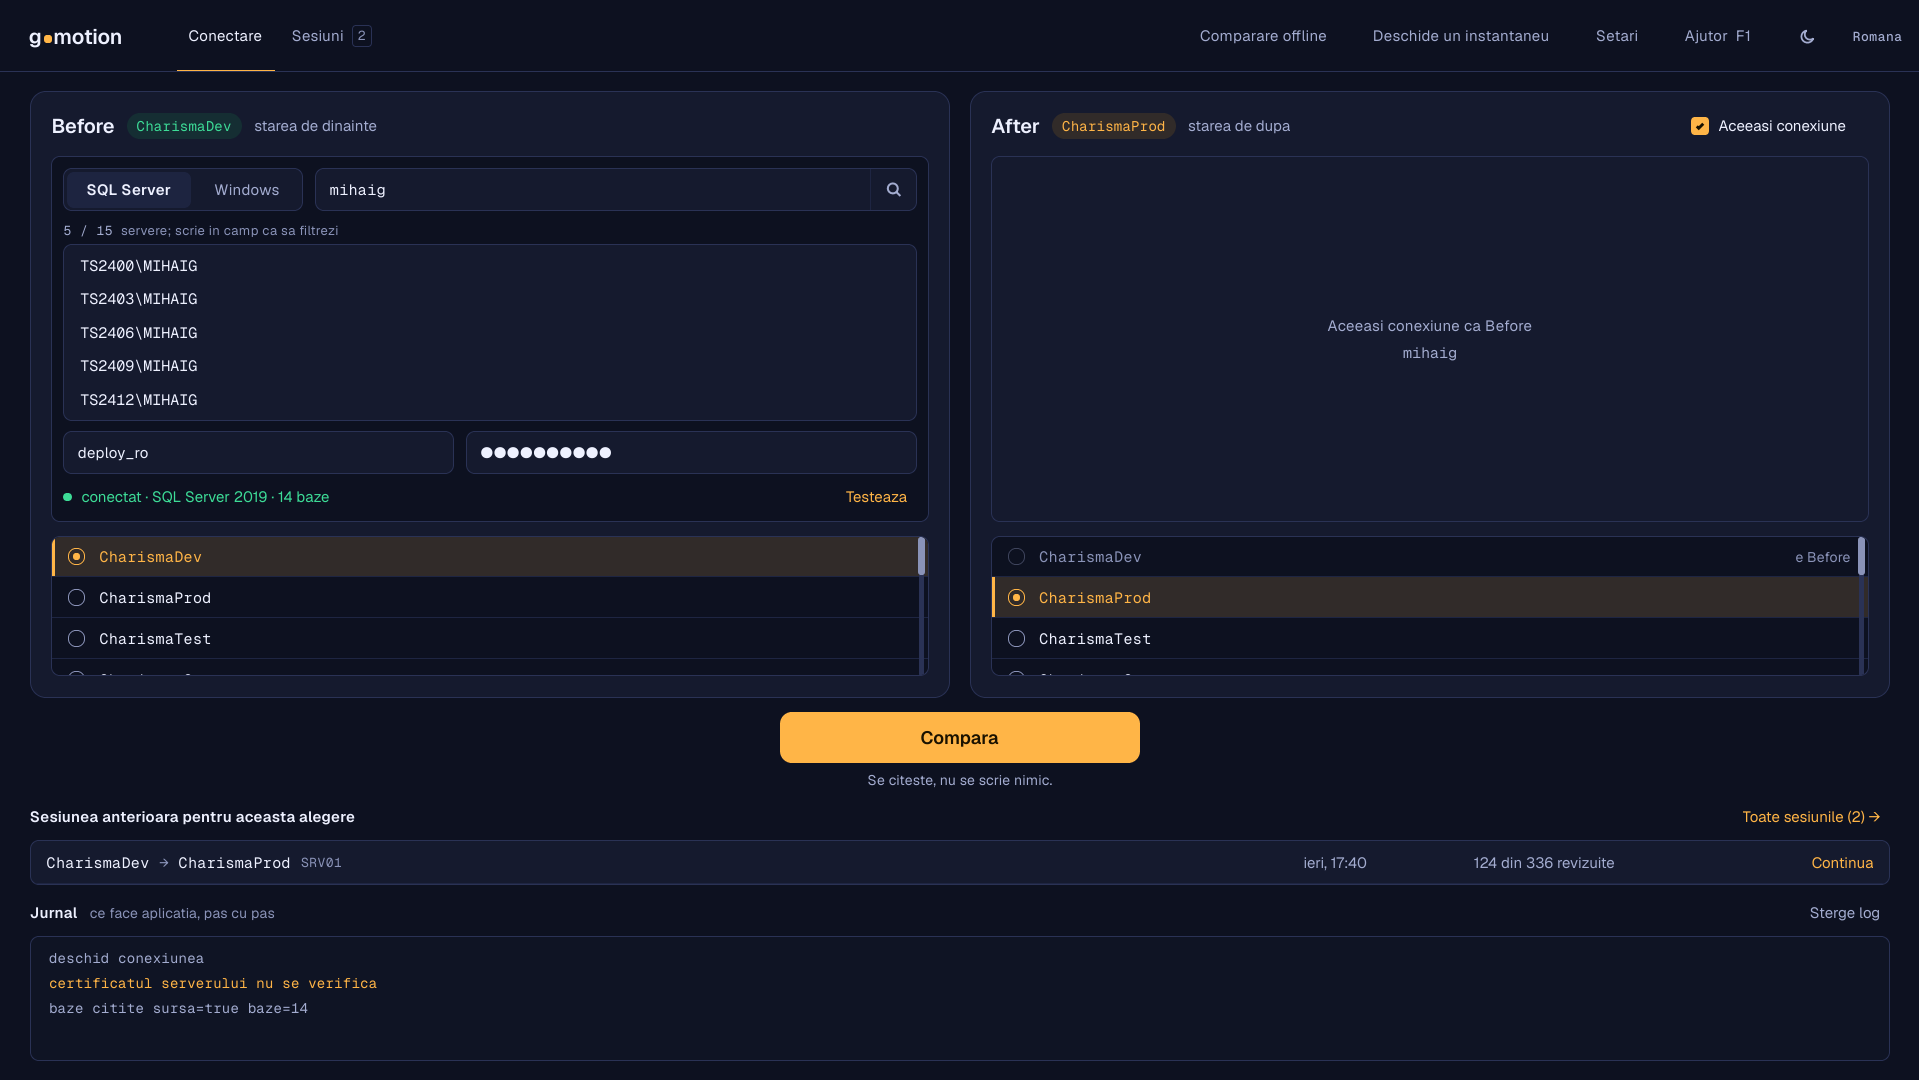 gomotion
Conectare
Sesiuni 2
Comparare offline
Deschide un instantaneu
Setari
Ajutor F1
Romana
Before CharismaDev starea de dinainte
SQL Server Windows mihaig
5 / 15 servere; scrie in camp ca sa filtrezi
TS2400\MIHAIG
TS2403\MIHAIG
TS2406\MIHAIG
TS2409\MIHAIG
TS2412\MIHAIG
deploy_ro ●●●●●●●●●●
conectat · SQL Server 2019 · 14 baze Testeaza
CharismaDev
CharismaProd
CharismaTest
After CharismaProd starea de dupa Aceeasi conexiune
Aceeasi conexiune ca Before
mihaig
CharismaDev e Before
CharismaProd
CharismaTest
Compara
Se citeste, nu se scrie nimic.
Sesiunea anterioara pentru aceasta alegere Toate sesiunile (2) →
CharismaDev → CharismaProd SRV01 ieri, 17:40 124 din 336 revizuite Continua
Jurnal ce face aplicatia, pas cu pas Sterge log
deschid conexiunea
certificatul serverului nu se verifica
baze citite sursa=true baze=14